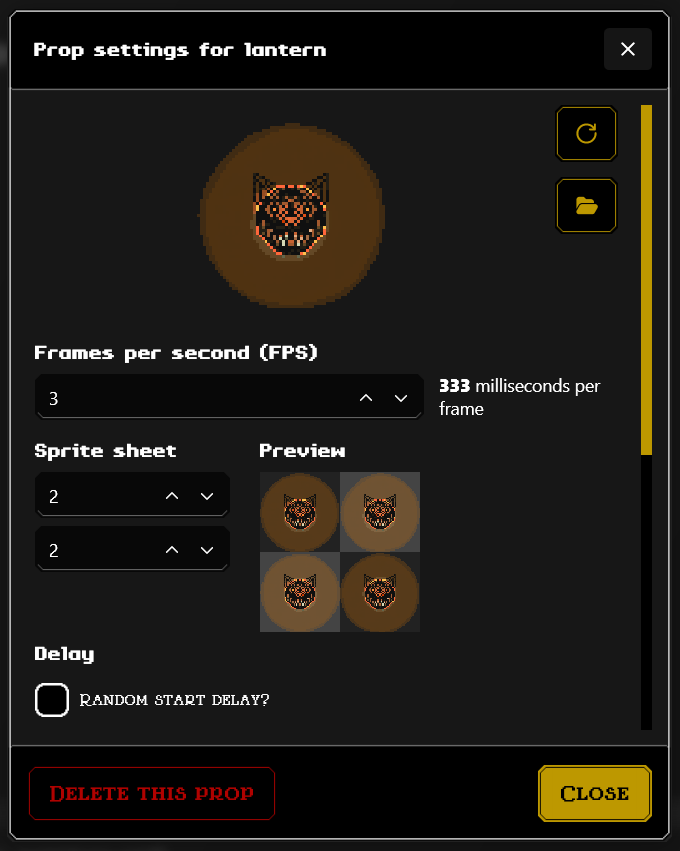 Prop settings for lantern
Frames per second (FPS)
3
333 milliseconds per
frame
Sprite sheet
Preview
2
2
Delay
Random start delay?
Delete this prop
Close